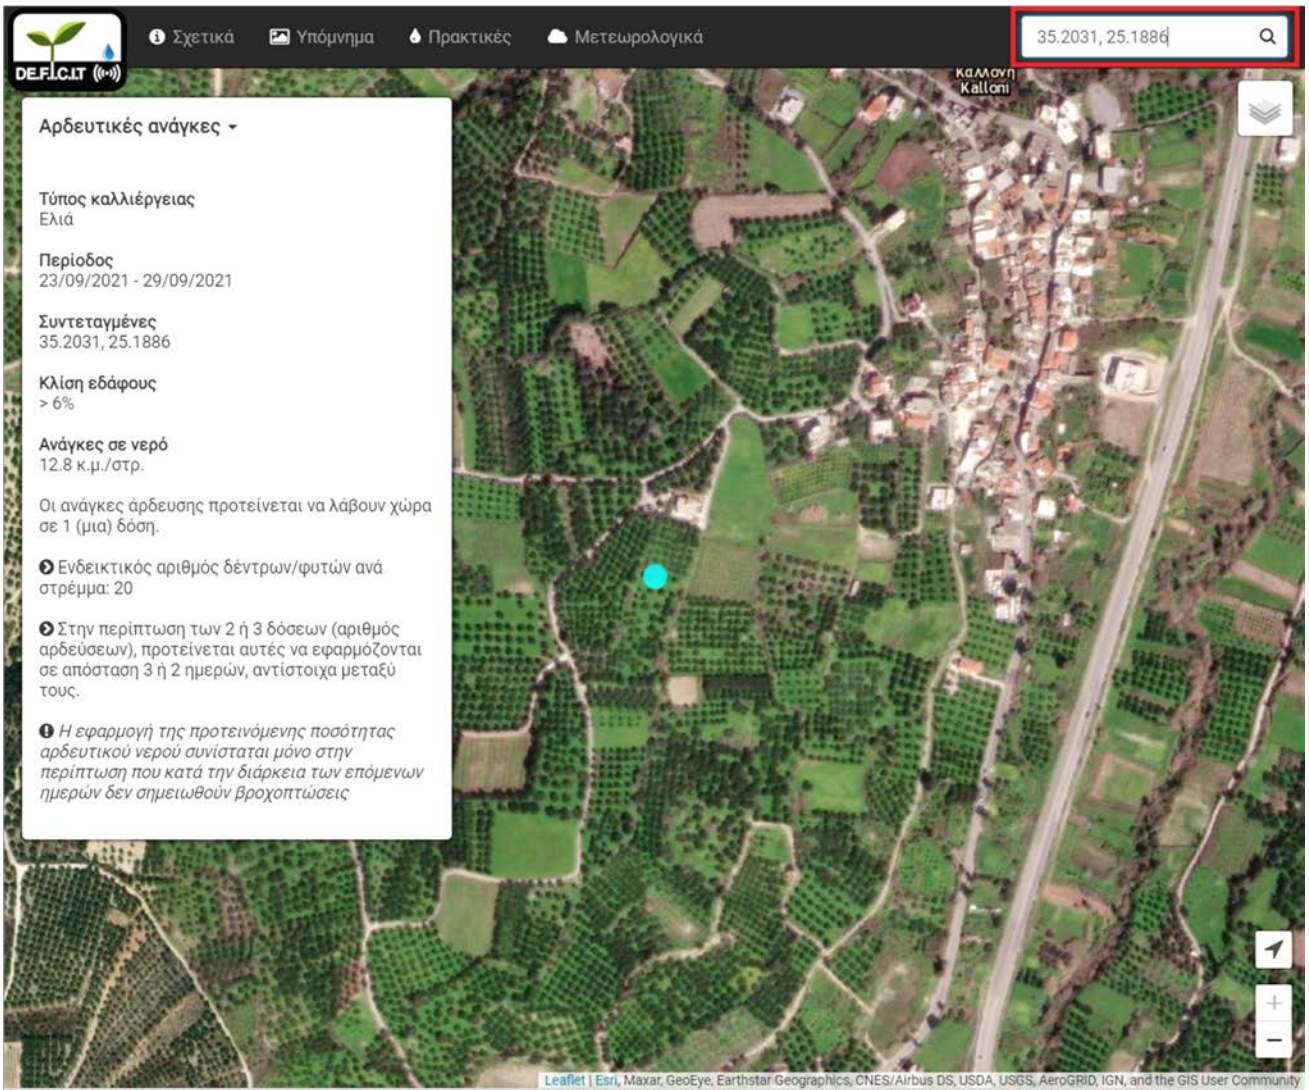 DE.F.I.C.I.T
Σχετικά
Υπόμνημα
Πρακτικές
Μετεωρολογικά
35.2031, 25.1886
Καλλονή
Kalloni
Αρδευτικές ανάγκες
Τύπος καλλιέργειας
Ελιά
Περίοδος
23/09/2021 - 29/09/2021
Συντεταγμένες
35.2031, 25.1886
Κλίση εδάφους
> 6%
Ανάγκες σε νερό
12.8 κ.μ./στρ.
Οι ανάγκες άρδευσης προτείνεται να λάβουν χώρα
σε 1 (μια) δόση.
Ενδεικτικός αριθμός δέντρων/φυτών ανά
στρέμμα: 20
Στην περίπτωση των 2 ή 3 δόσεων (αριθμός
αρδεύσεων), προτείνεται αυτές να εφαρμόζονται
σε απόσταση 3 ή 2 ημερών, αντίστοιχα μεταξύ
τους.
Η εφαρμογή της προτεινόμενης ποσότητας
αρδευτικού νερού συνίσταται μόνο στην
περίπτωση που κατά την διάρκεια των επόμενων
ημερών δεν σημειωθούν βροχοπτώσεις
+
−
Leaflet | Esri, Maxar, GeoEye, Earthstar Geographics, CNES/Airbus DS, USDA, USGS, AeroGRID, IGN, and the GIS User Community